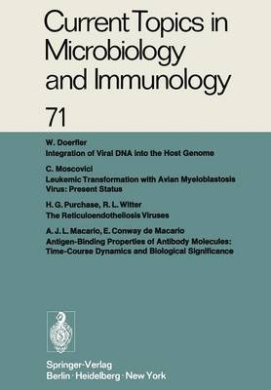 Current Topics in
Microbiology
and Immunology
71
W. Doerfler
Integration of Viral DNA into the Host Genome
C. Moscovici
Leukemic Transformation with Avian Myeloblastosis
Virus: Present Status
H. G. Purchase, R. L. Witter
The Reticuloendotheliosis Viruses
A. J. L. Macario, E. Conway de Macario
Antigen-Binding Properties of Antibody Molecules:
Time-Course Dynamics and Biological Significance
Springer-Verlag
Berlin · Heidelberg · New York